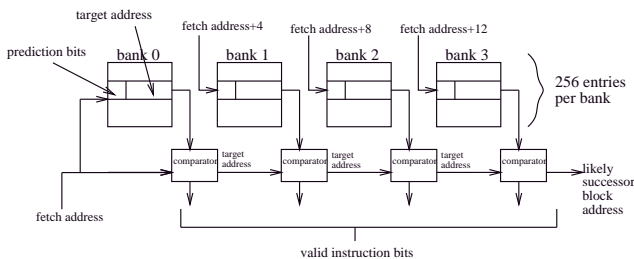 target address
fetch address+4
fetch address+8
fetch address+12
prediction bits
bank 0
bank 1
bank 2
bank 3
256 entries
per bank
comparator
target
address
comparator
target
address
comparator
target
address
comparator
likely
successor
block
address
fetch address
valid instruction bits